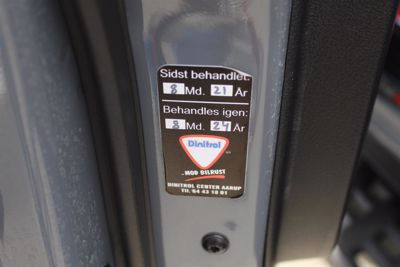 Sidst behandlet:
8 Md. 21 År
Behandles igen:
8 Md. 24 År
Dinitrol
..MOD BILRUST
DINITROL CENTER AARUP
Tlf. 64 43 18 01